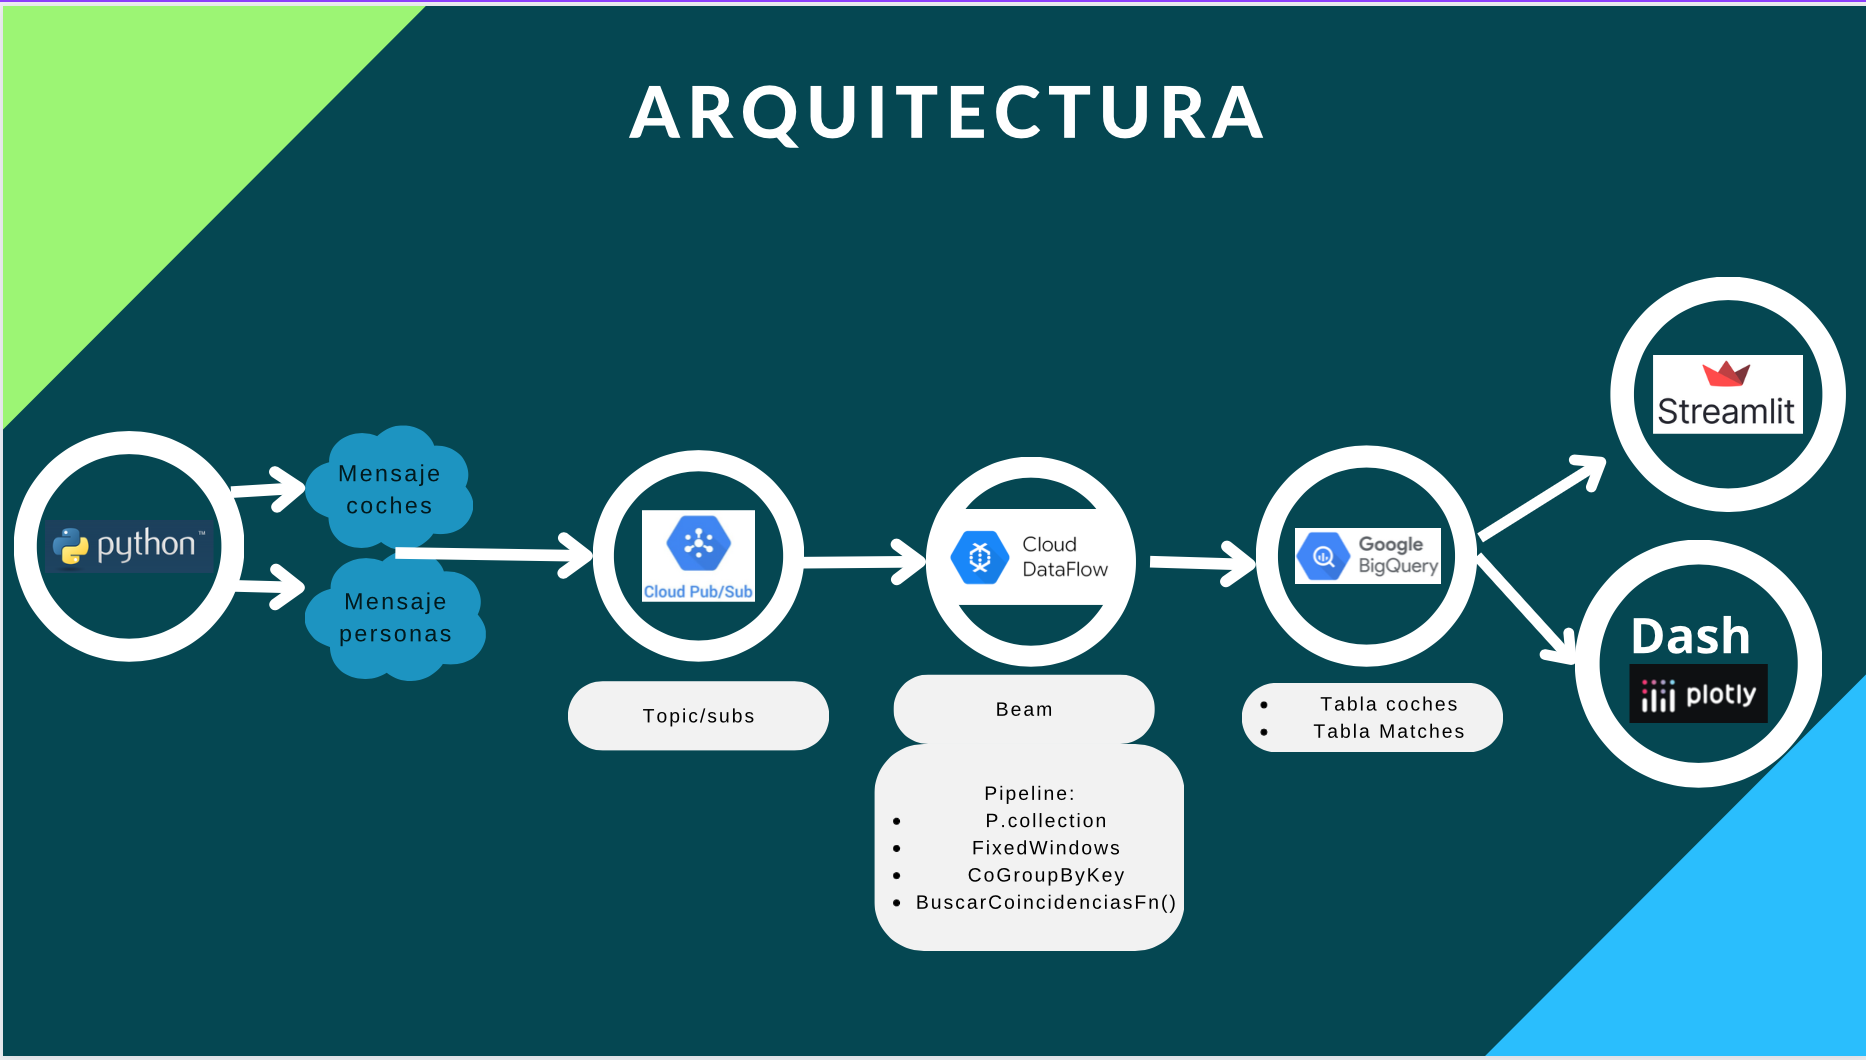 ARQUITECTURA
python™
Mensaje
coches
Mensaje
personas
Cloud Pub/Sub
Topic/subs
Cloud
DataFlow
Beam
Pipeline:
P.collection
FixedWindows
CoGroupByKey
BuscarCoincidenciasFn()
Google
BigQuery
Tabla coches
Tabla Matches
Streamlit
Dash
plotly